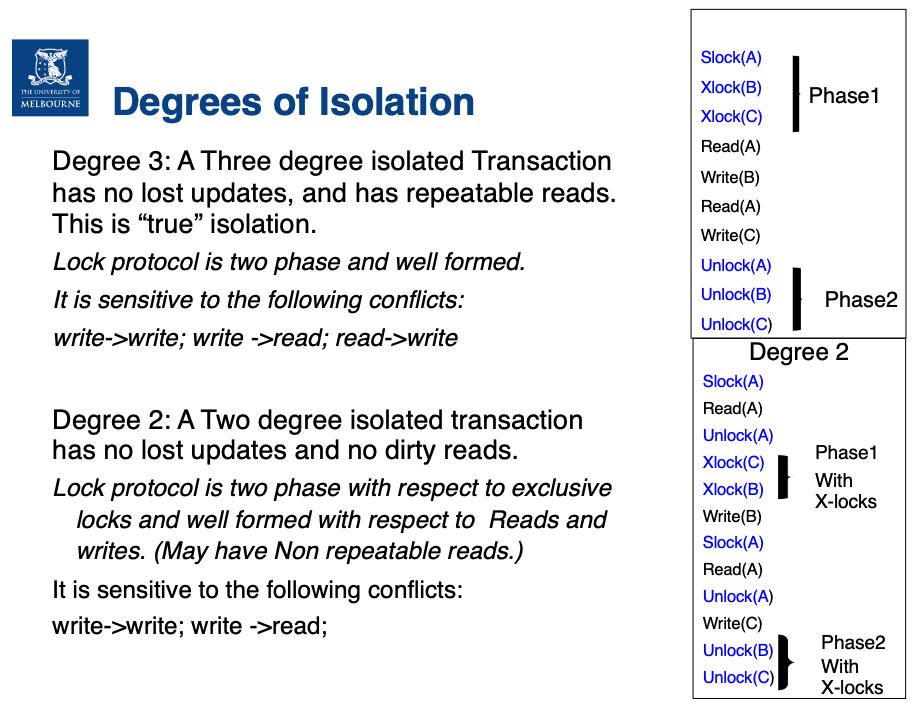 THE UNIVERSITY OF
MELBOURNE
Degrees of Isolation
Degree 3: A Three degree isolated Transaction
has no lost updates, and has repeatable reads.
This is “true” isolation.
Lock protocol is two phase and well formed.
It is sensitive to the following conflicts:
write->write; write ->read; read->write
Degree 2: A Two degree isolated transaction
has no lost updates and no dirty reads.
Lock protocol is two phase with respect to exclusive
locks and well formed with respect to Reads and
writes. (May have Non repeatable reads.)
It is sensitive to the following conflicts:
write->write; write ->read;
Slock(A)
Xlock(B)
Xlock(C)
Phase1
Read(A)
Write(B)
Read(A)
Write(C)
Unlock(A)
Unlock(B)
Unlock(C)
Phase2
Degree 2
Slock(A)
Read(A)
Unlock(A)
Xlock(C)
Xlock(B)
Phase1
With
X-locks
Write(B)
Slock(A)
Read(A)
Unlock(A)
Write(C)
Unlock(B)
Unlock(C)
Phase2
With
X-locks